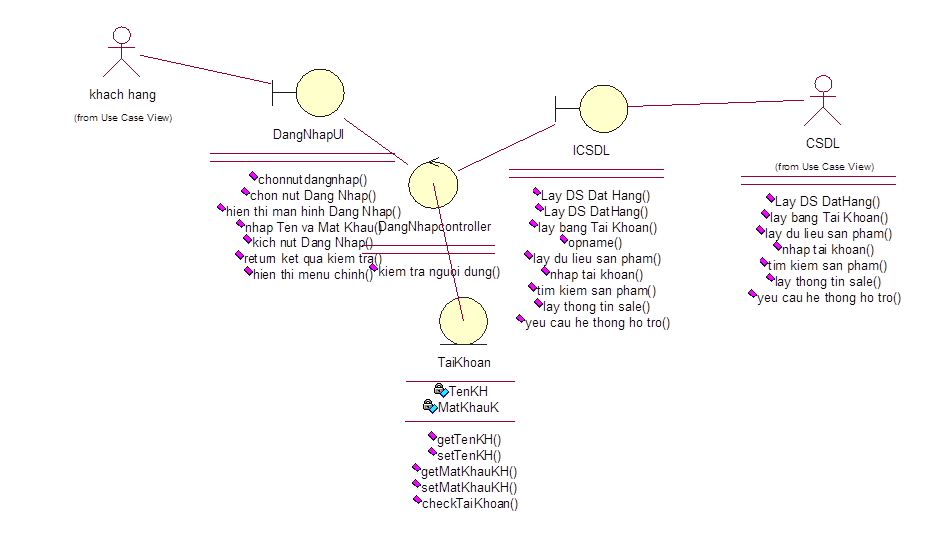 khach hang
(from Use Case View)
DangNhapUI
chonnutdangnhap()
chon nut Dang Nhap()
hien thi man hinh Dang Nhap()
nhap Ten va Mat Khau()
kich nut Dang Nhap()
return ket qua kiem tra()
hien thi menu chinh()
DangNhapcontroller
kiem tra nguoi dung()
ICSDL
Lay DS Dat Hang()
Lay DS DatHang()
lay bang Tai Khoan()
opname()
lay du lieu san pham()
nhap tai khoan()
tim kiem san pham()
lay thong tin sale()
yeu cau he thong ho tro()
CSDL
(from Use Case View)
Lay DS DatHang()
lay bang Tai Khoan()
lay du lieu san pham()
nhap tai khoan()
tim kiem san pham()
lay thong tin sale()
yeu cau he thong ho tro()
TaiKhoan
TenKH
MatKhauK
getTenKH()
setTenKH()
getMatKhauKH()
setMatKhauKH()
checkTaiKhoan()